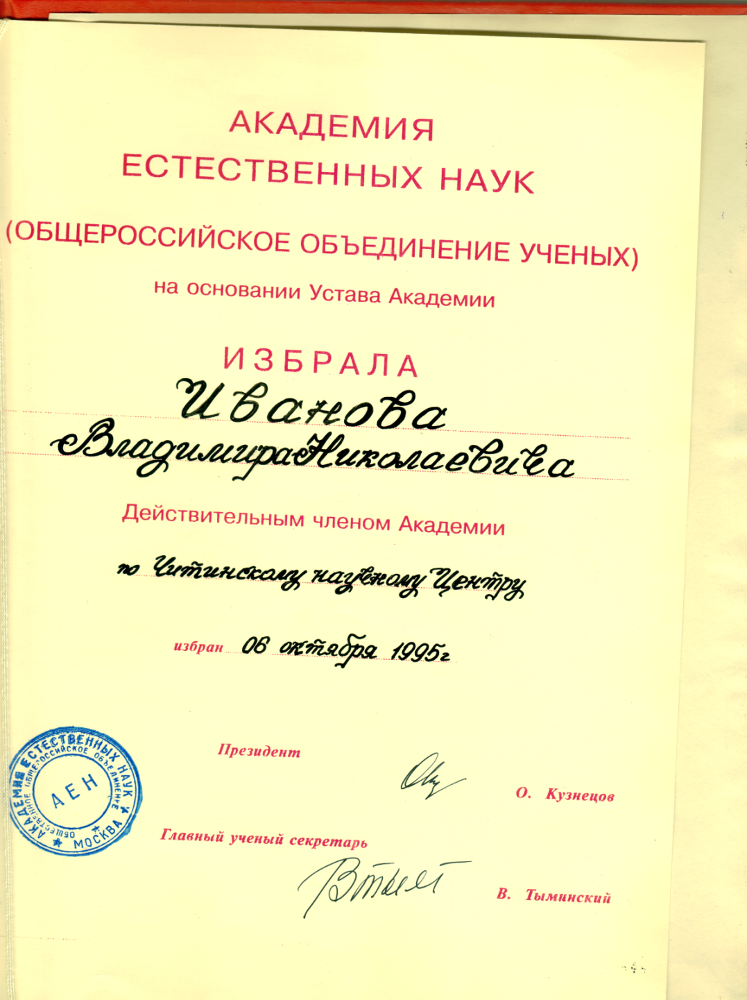 АКАДЕМИЯ
ЕСТЕСТВЕННЫХ НАУК
(ОБЩЕРОССИЙСКОЕ ОБЪЕДИНЕНИЕ УЧЕНЫХ)
на основании Устава Академии
ИЗБРАЛА
Иванова
Владимира Николаевича
Действительным членом Академии
по Читинскому научному Центру
избран 06 октября 1995г
Президент
О. Кузнецов
Главный ученый секретарь
В. Тыминский
АКАДЕМИЯ ЕСТЕСТВЕННЫХ НАУК
ОБЩЕСТВЕННОЕ ОБЩЕРОССИЙСКОЕ ОБЪЕДИНЕНИЕ
АЕН
МОСКВА